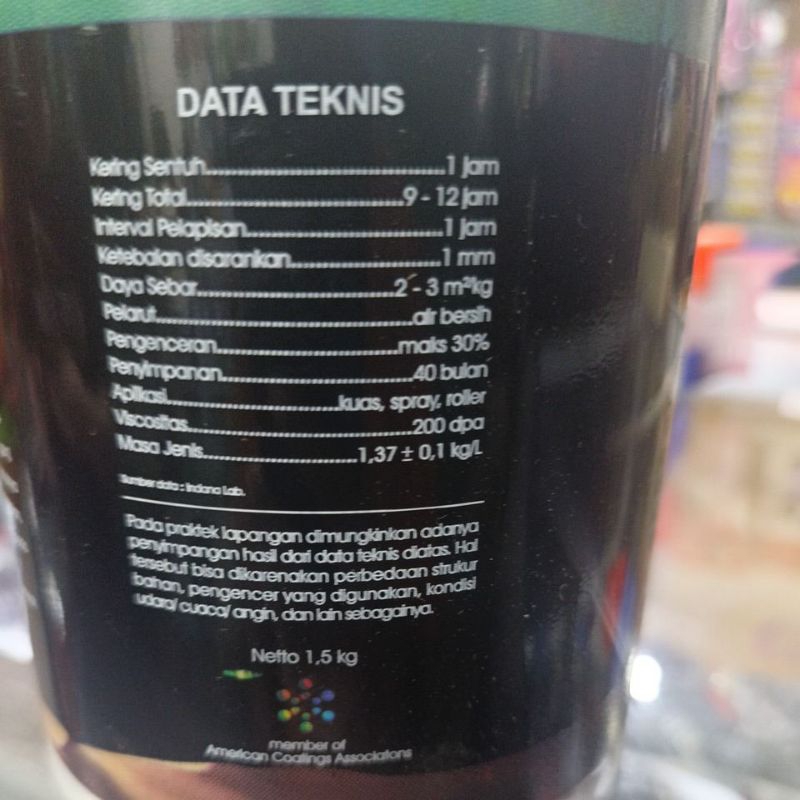 DATA TEKNIS
Kering Sentuh..........................................1 jam
Kering Total.....................................9 - 12 jam
Interval Pelapisan..................................1 jam
Ketebalan disarankan.........................1 mm
Daya Sebar.................................2 - 3 m²kg
Pelarut...........................................air bersih
Pengenceran..............................maks 30%
Penyimpanan................................40 bulan
Aplikasi.............................kuas, spray, roller
Viscositas.......................................200 dpa
Masa Jenis..........................1,37 ± 0,1 kg/L
Sumber data : Indana Lab.
Pada praktek lapangan dimungkinkan adanya
penyimpangan hasil dari data teknis diatas. Hal
tersebut bisa dikarenakan perbedaan strukur
bahan, pengencer yang digunakan, kondisi
udara/ cuaca/ angin, dan lain sebagainya.
Netto 1,5 kg
member of
American Coatings Associations